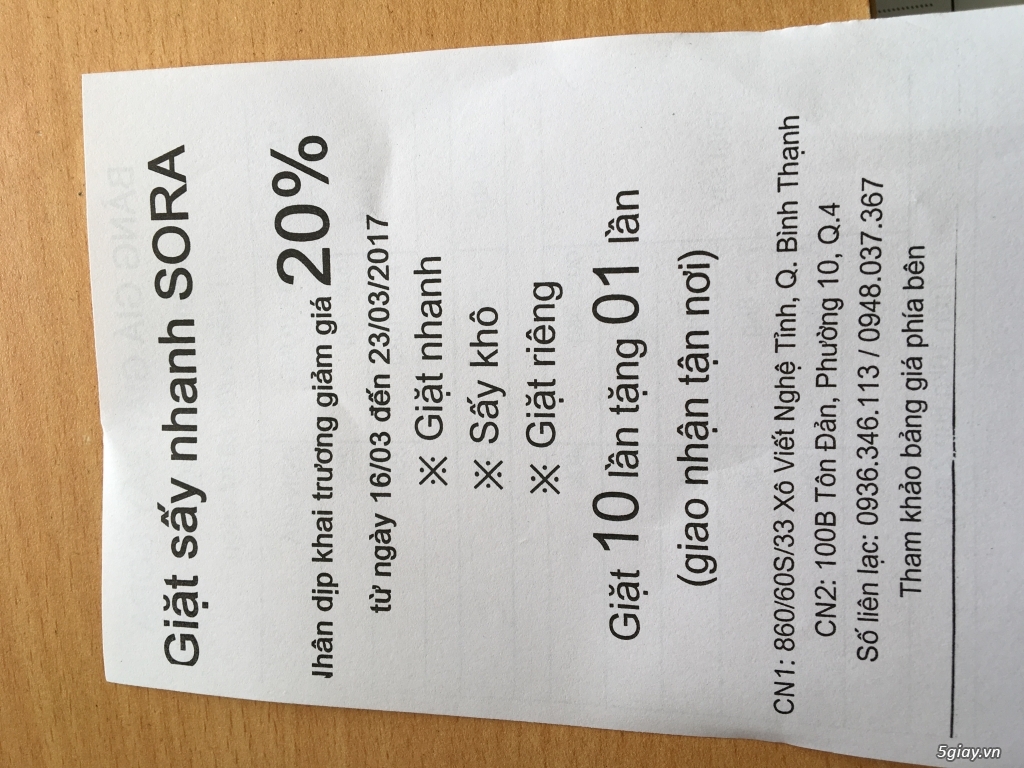 Giặt sấy nhanh SORA
Nhân dịp khai trương giảm giá 20%
từ ngày 16/03 đến 23/03/2017
※ Giặt nhanh
※ Sấy khô
※ Giặt riêng
Giặt 10 lần tặng 01 lần
(giao nhận tận nơi)
CN1: 860/60S/33 Xô Viết Nghệ Tĩnh, Q. Bình Thạnh
CN2: 100B Tôn Đản, Phường 10, Q.4
Số liên lạc: 0936.346.113 / 0948.037.367
Tham khảo bảng giá phía bên
5giay.vn